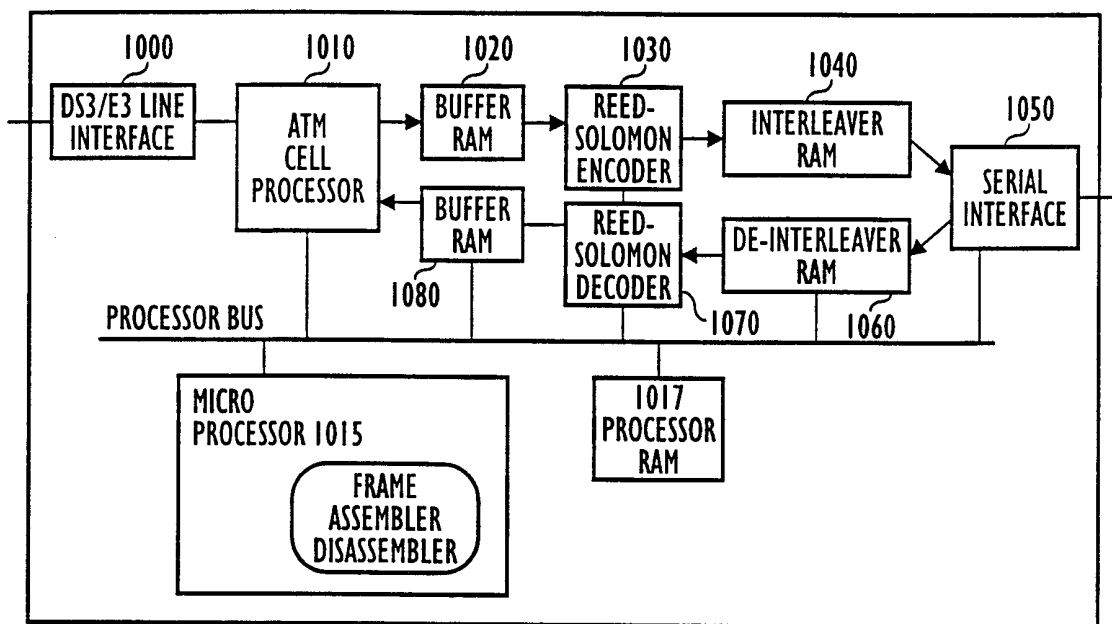 1000
DS3/E3 LINE
INTERFACE
1010
ATM
CELL
PROCESSOR
1020
BUFFER
RAM
1030
REED-
SOLOMON
ENCODER
1040
INTERLEAVER
RAM
1050
SERIAL
INTERFACE
BUFFER
RAM
1080
REED-
SOLOMON
DECODER
1070
DE-INTERLEAVER
RAM
1060
PROCESSOR BUS
MICRO
PROCESSOR 1015
FRAME
ASSEMBLER
DISASSEMBLER
1017
PROCESSOR
RAM